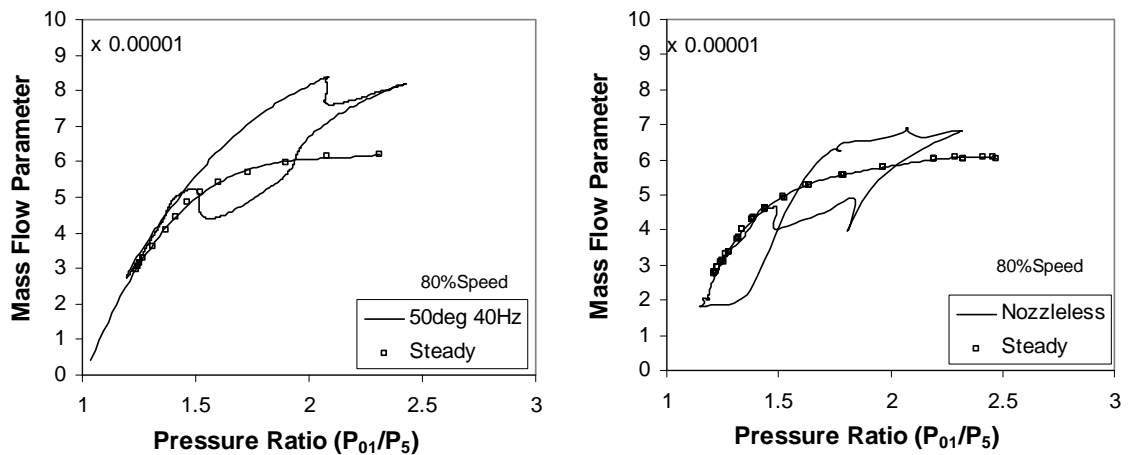 10
9
8
7
6
5
4
3
2
1
0
x 0.00001
Mass Flow Parameter
80%Speed
50deg 40Hz
Steady
1
1.5
2
2.5
3
Pressure Ratio (P01/P5)
10
9
8
7
6
5
4
3
2
1
0
x 0.00001
Mass Flow Parameter
80%Speed
Nozzleless
Steady
1
1.5
2
2.5
3
Pressure Ratio (P01/P5)